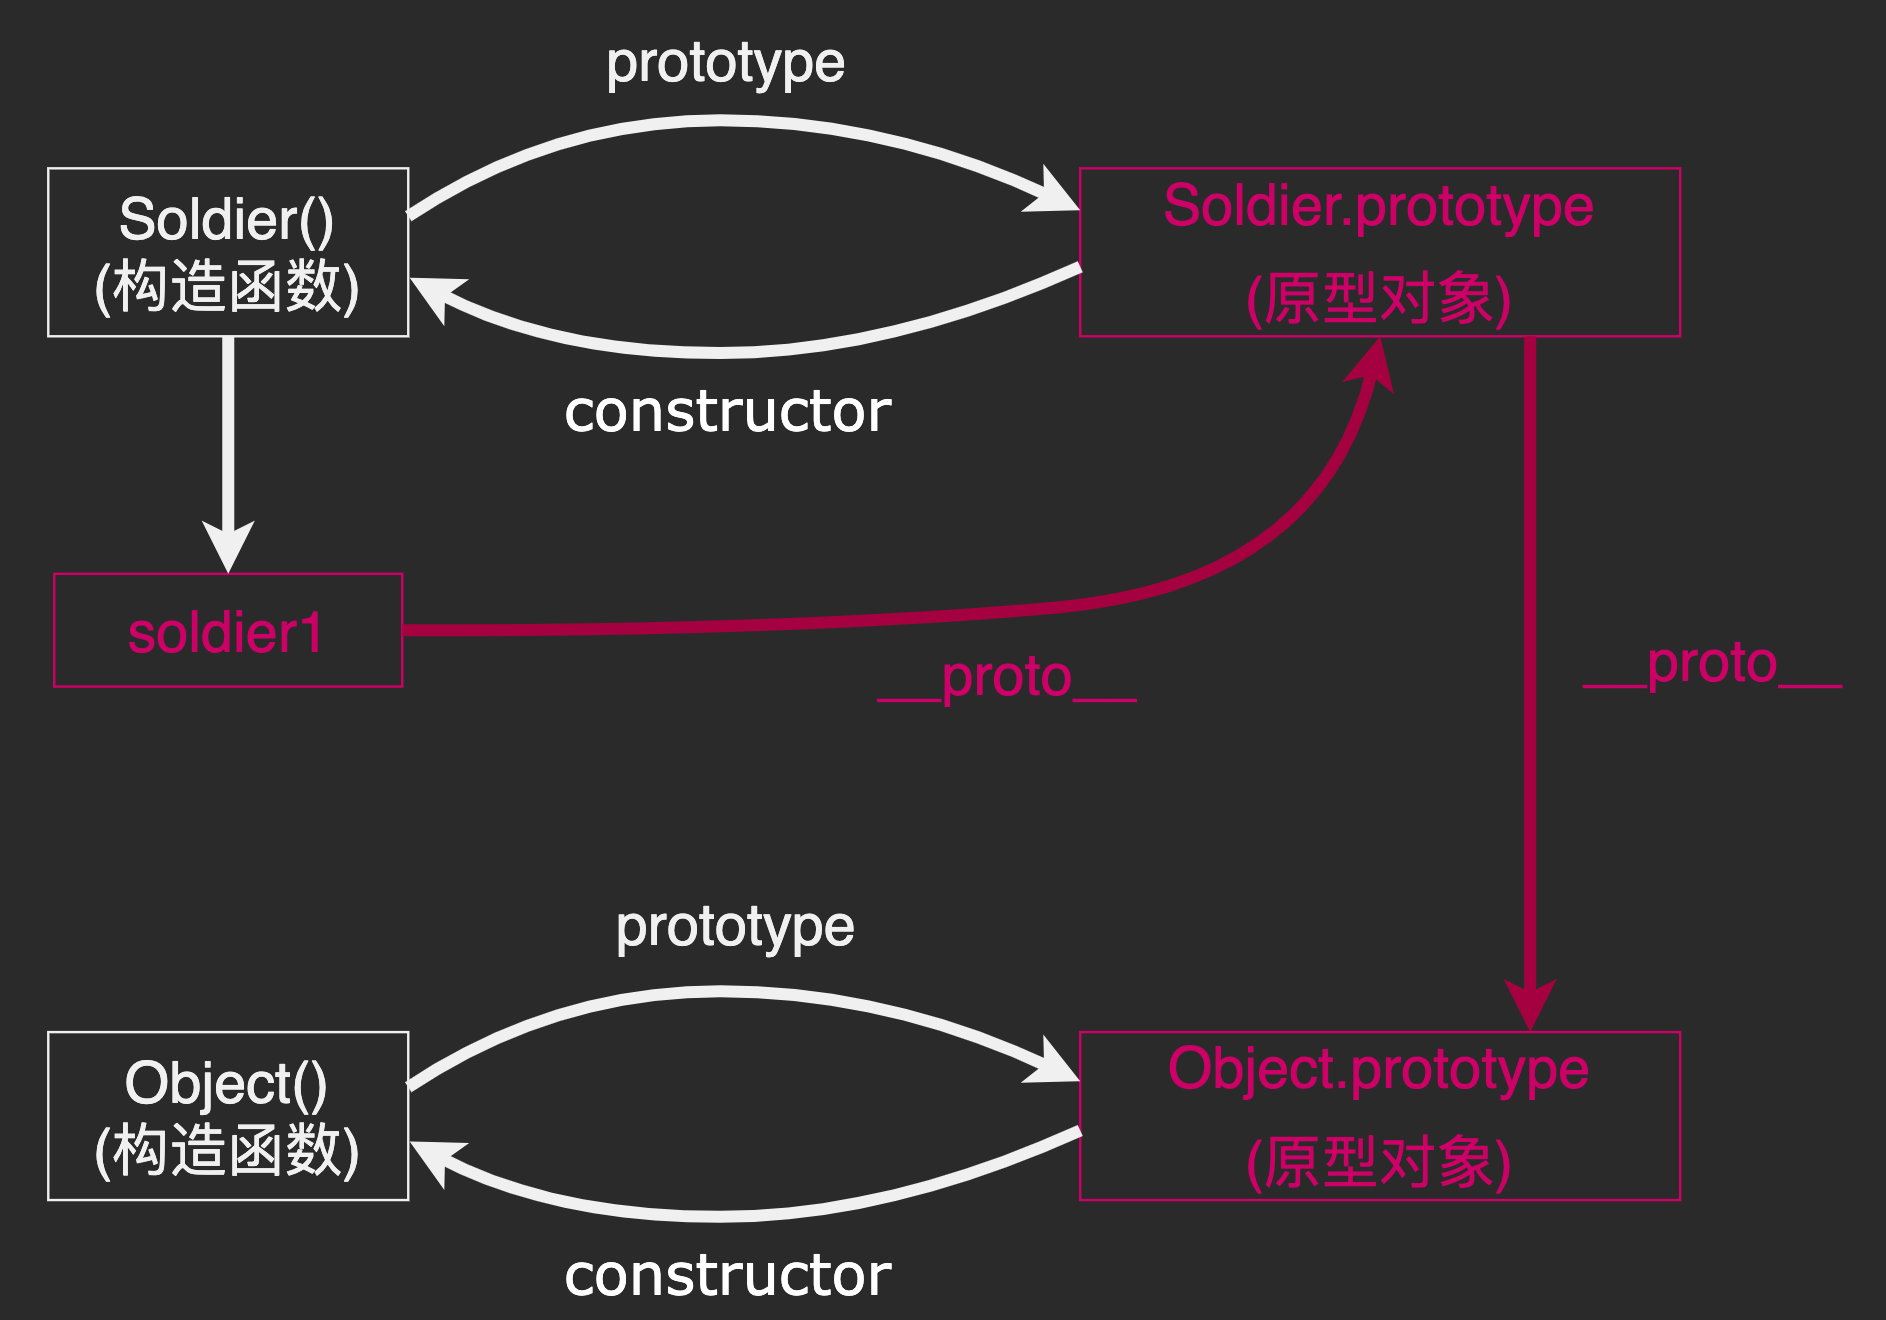 prototype
Soldier()
(构造函数)
Soldier.prototype
(原型对象)
constructor
soldier1
__proto__
__proto__
prototype
Object()
(构造函数)
Object.prototype
(原型对象)
constructor